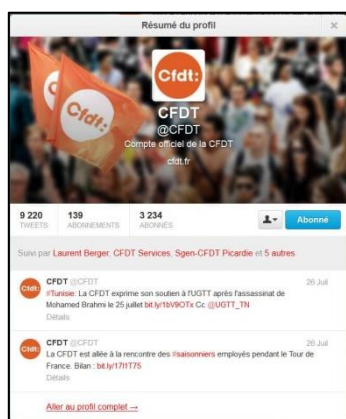 Résumé du profil
×
Cfdt:
Cfdt:
CFDT
@CFDT
Compte officiel de la CFDT
cfdt.fr
9 220 139 3 234
TWEETS ABONNEMENTS ABONNÉS
Abonné
Suivi par Laurent Berger, CFDT Services, Sgen-CFDT Picardie et 5 autres
Cfdt:
CFDT @CFDT 26 Juil
#Tunisie: La CFDT exprime son soutien à l'UGTT après l'assassinat de
Mohamed Brahmi le 25 juillet bit.ly/1bV9OTx Cc @UGTT_TN
Détails
Cfdt:
CFDT @CFDT 26 Juil
La CFDT est allée à la rencontre des #saisonniers employés pendant le Tour de
France. Bilan : bit.ly/17I1T75
Détails
Aller au profil complet →